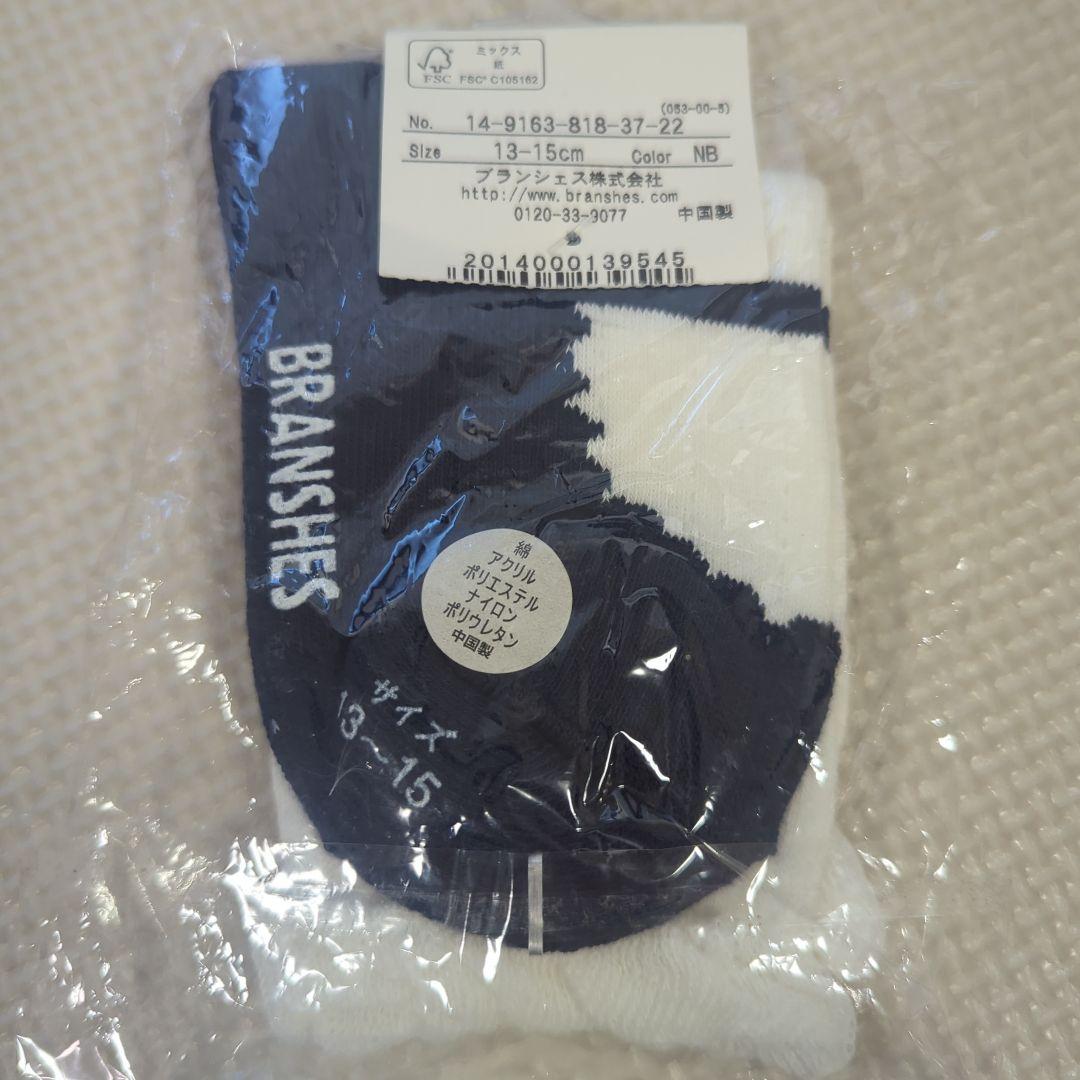 ミックス
紙
FSC
FSC® C105162
(053-00-5)
No. 14-9163-818-37-22
Size 13-15cm Color NB
ブランシェス株式会社
http://www.branshes.com
0120-33-9077 中国製
2014000139545
BRANSHES
綿
アクリル
ポリエステル
ナイロン
ポリウレタン
中国製
サイズ
13〜15